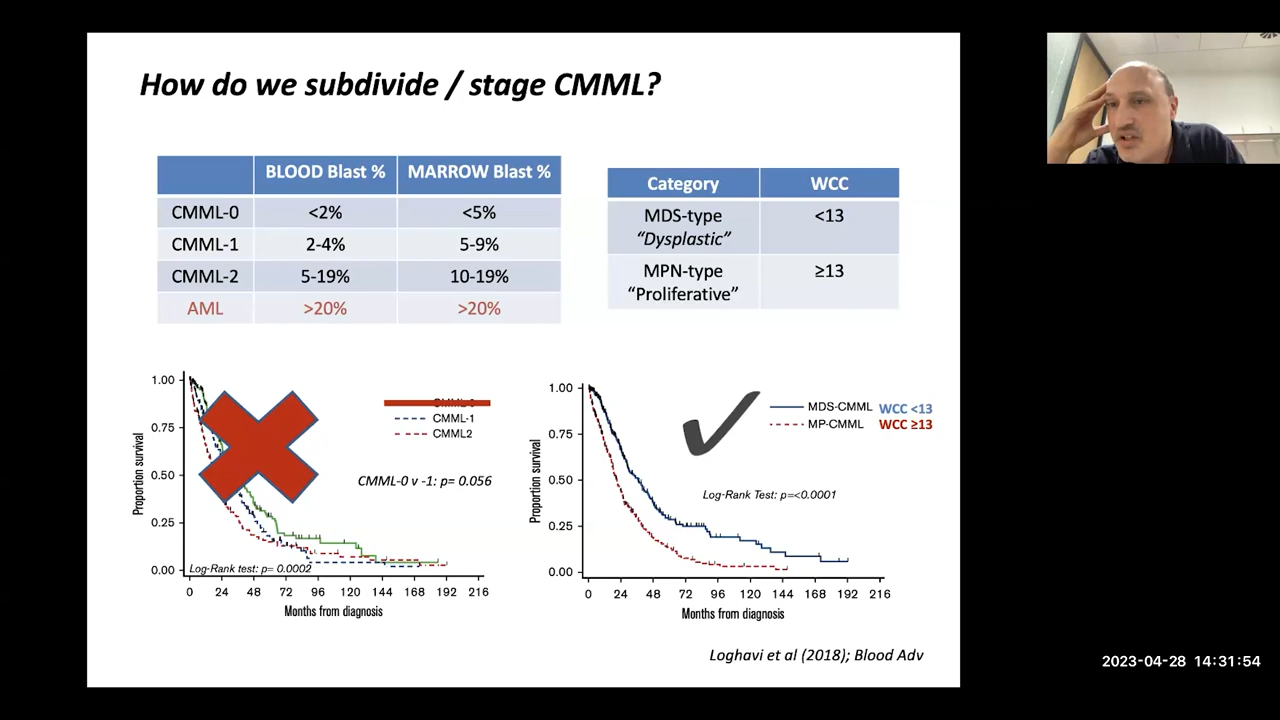 How do we subdivide / stage CMML?
BLOOD Blast % MARROW Blast %
CMML-0 <2% <5%
CMML-1 2-4% 5-9%
CMML-2 5-19% 10-19%
AML >20% >20%
Category WCC
MDS-type <13
“Dysplastic”
MPN-type ≥13
“Proliferative”
Proportion survival
1.00
0.75
0.50
0.25
0.00
CMML-1
CMML2
CMML-0 v -1: p= 0.056
Log-Rank test: p= 0.0002
0 24 48 72 96 120 144 168 192 216
Months from diagnosis
Proportion survival
1.00
0.75
0.50
0.25
0.00
MDS-CMML WCC <13
MP-CMML WCC ≥13
Log-Rank Test: p=<0.0001
0 24 48 72 96 120 144 168 192 216
Months from diagnosis
Loghavi et al (2018); Blood Adv
2023-04-28 14:31:54